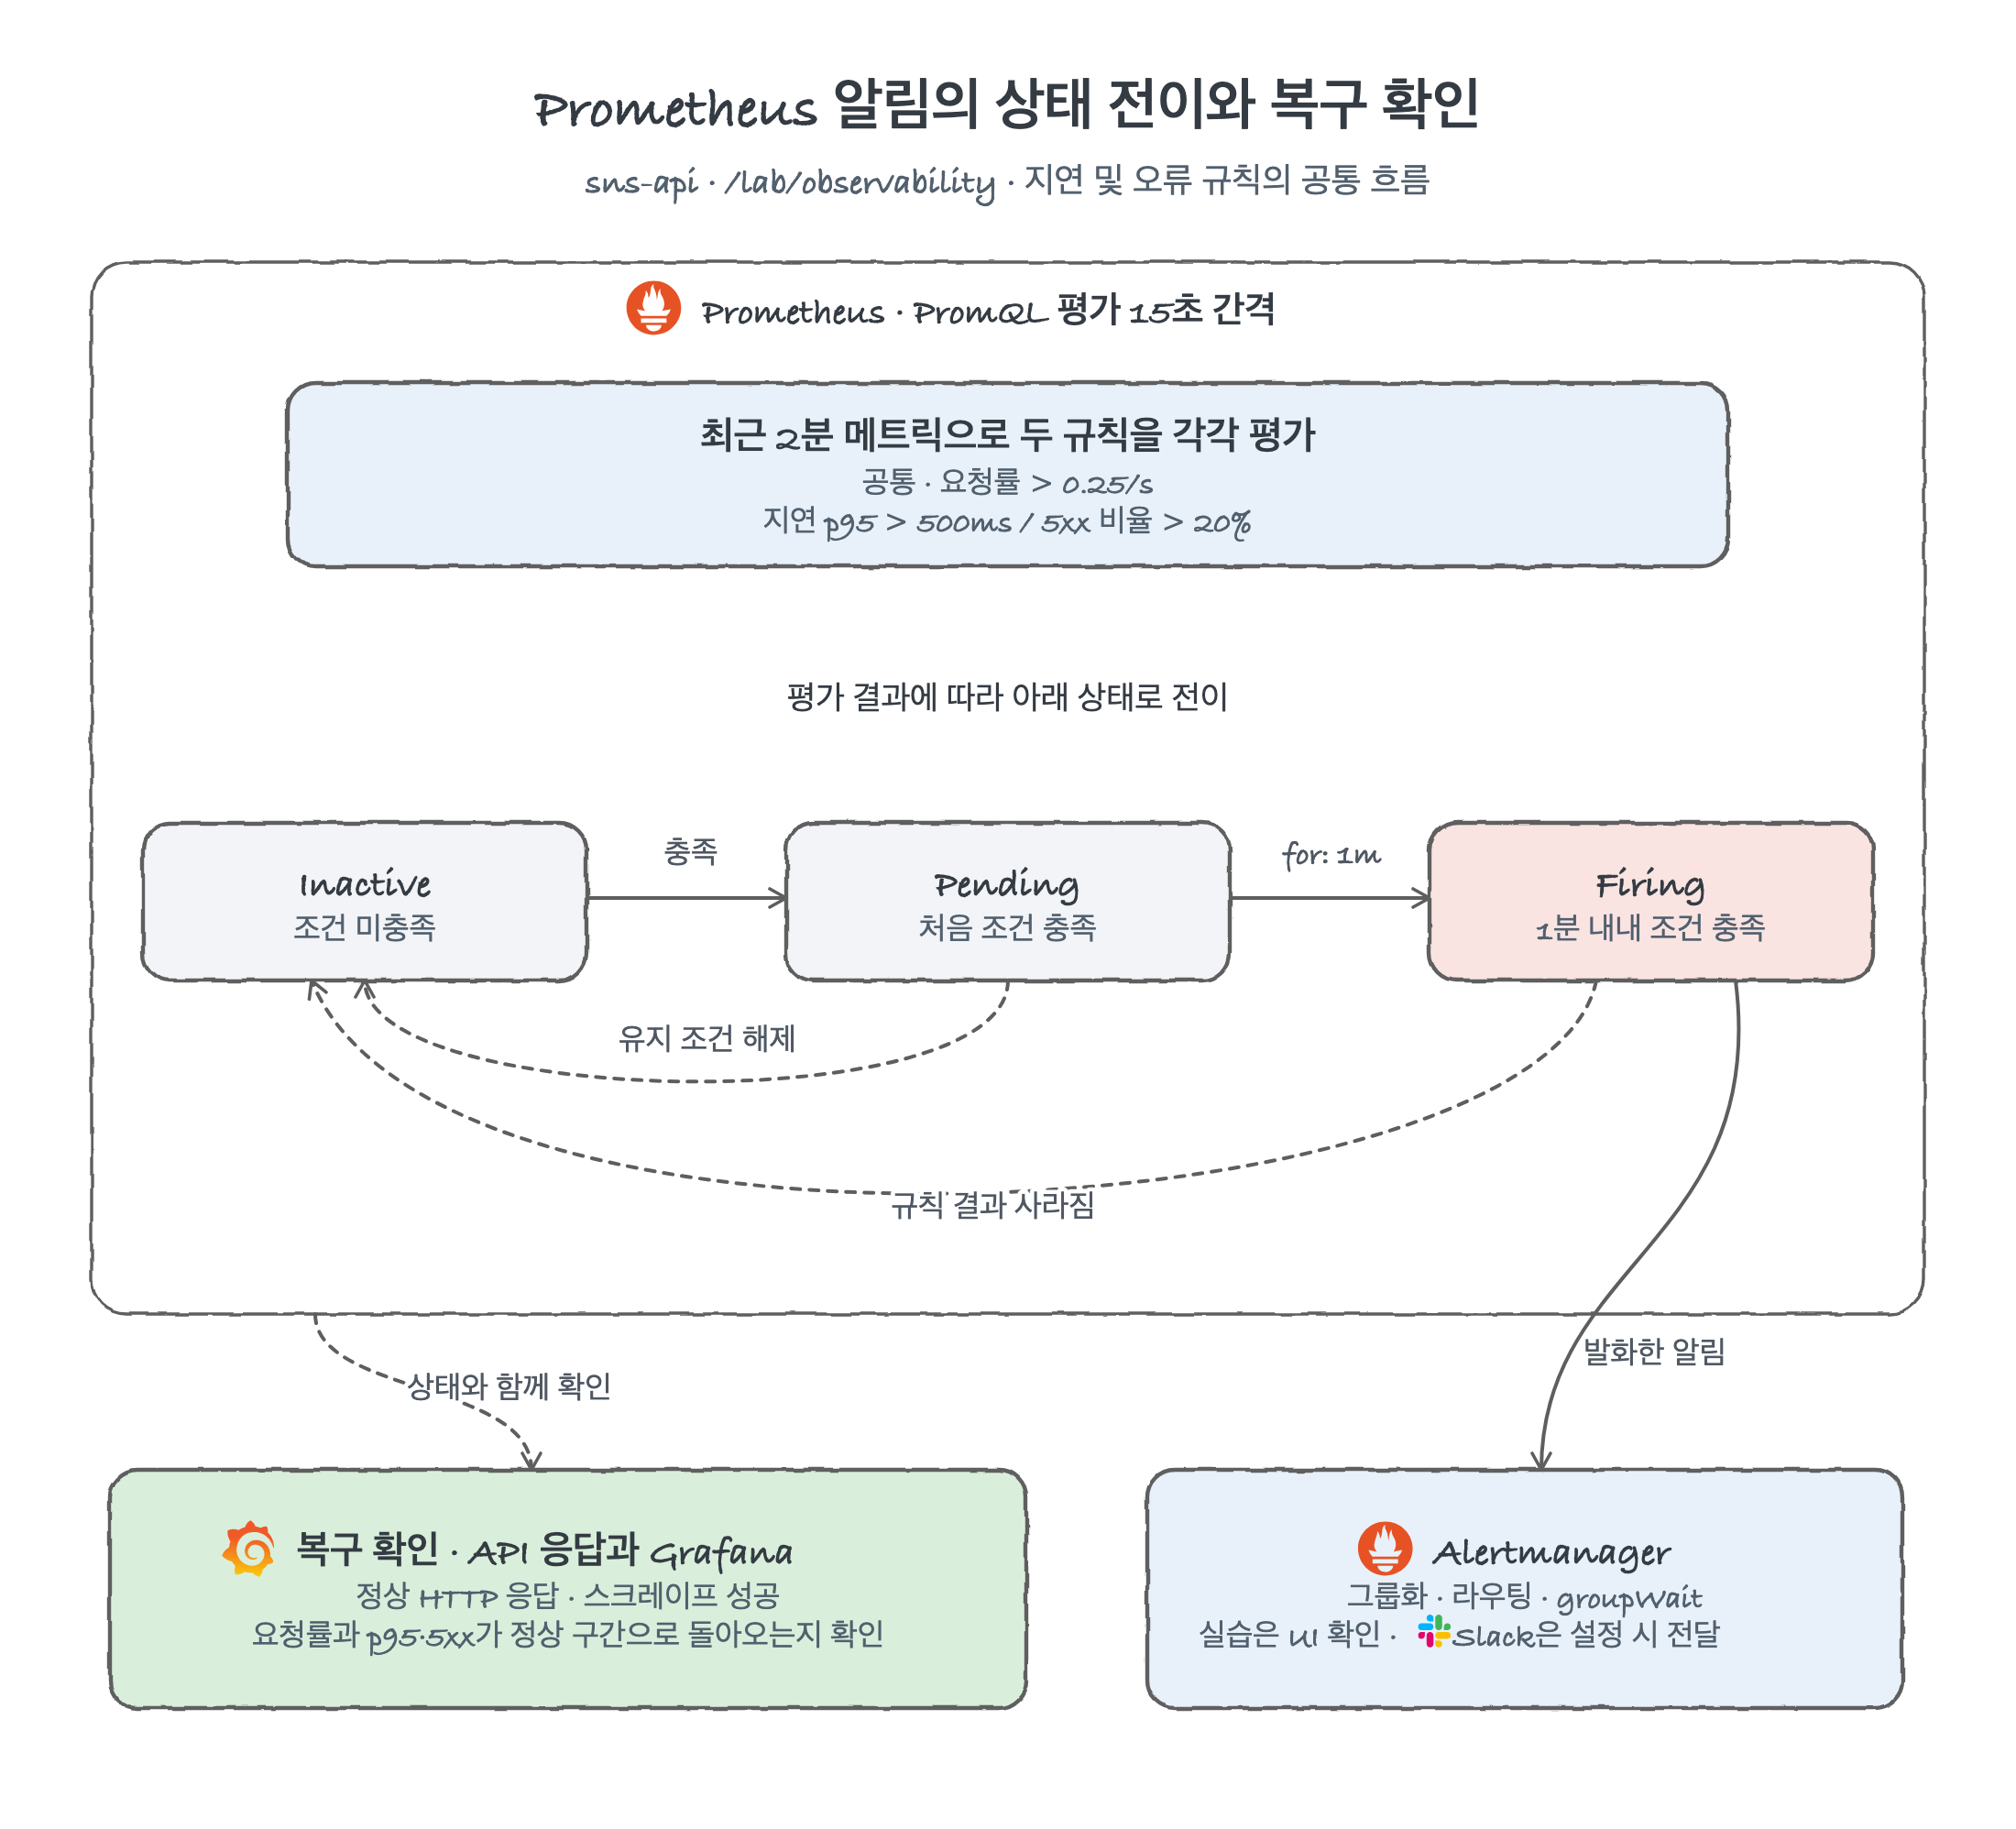 Prometheus 알림의 상태 전이와 복구 확인
sns-api · /lab/observability · 지연 및 오류 규칙의 공통 흐름
Prometheus · PromQL 평가 15초 간격
최근 2분 메트릭으로 두 규칙을 각각 평가
공통 · 요청률 > 0.25/s
지연 p95 > 500ms / 5xx 비율 > 20%
평가 결과에 따라 아래 상태로 전이
Inactive
조건 미충족
충족
Pending
처음 조건 충족
for: 1m
Firing
1분 내내 조건 충족
유지 조건 해제
규칙 결과 사라짐
발화한 알림
상태와 함께 확인
복구 확인 · API 응답과 Grafana
정상 HTTP 응답 · 스크레이프 성공
요청률과 p95·5xx가 정상 구간으로 돌아오는지 확인
Alertmanager
그룹화 · 라우팅 · groupWait
실습은 UI 확인 · Slack은 설정 시 전달